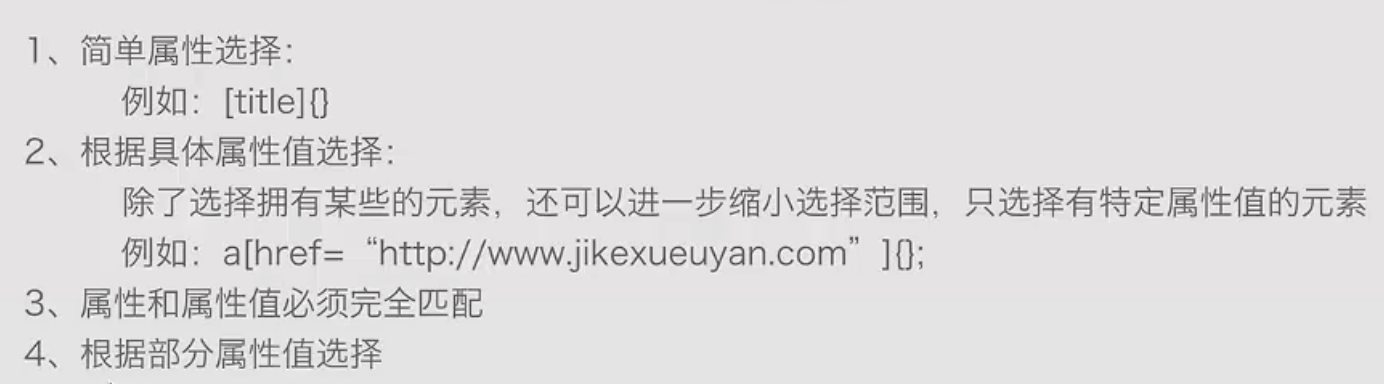 1、简单属性选择：
例如：[title]{}
2、根据具体属性值选择：
除了选择拥有某些的元素，还可以进一步缩小选择范围，只选择有特定属性值的元素
例如：a[href=“http://www.jikexueuyan.com”]{};
3、属性和属性值必须完全匹配
4、根据部分属性值选择